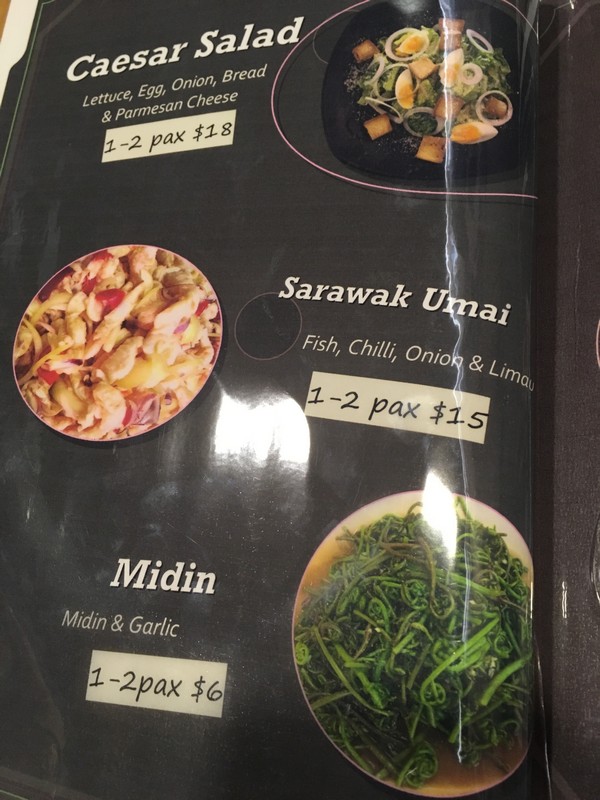 Caesar Salad
Lettuce, Egg, Onion, Bread
& Parmesan Cheese
1-2 pax $18
Sarawak Umai
Fish, Chilli, Onion & Limau
1-2 pax $15
Midin
Midin & Garlic
1-2pax $6